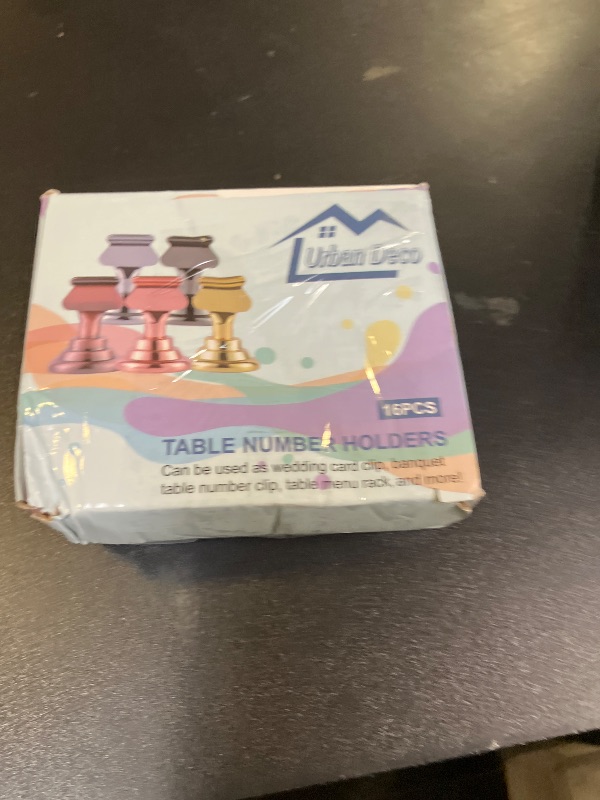 Urban Deco
16PCS
TABLE NUMBER HOLDERS
Can be used as wedding card clip, banquet
table number clip, table menu rack, and more!